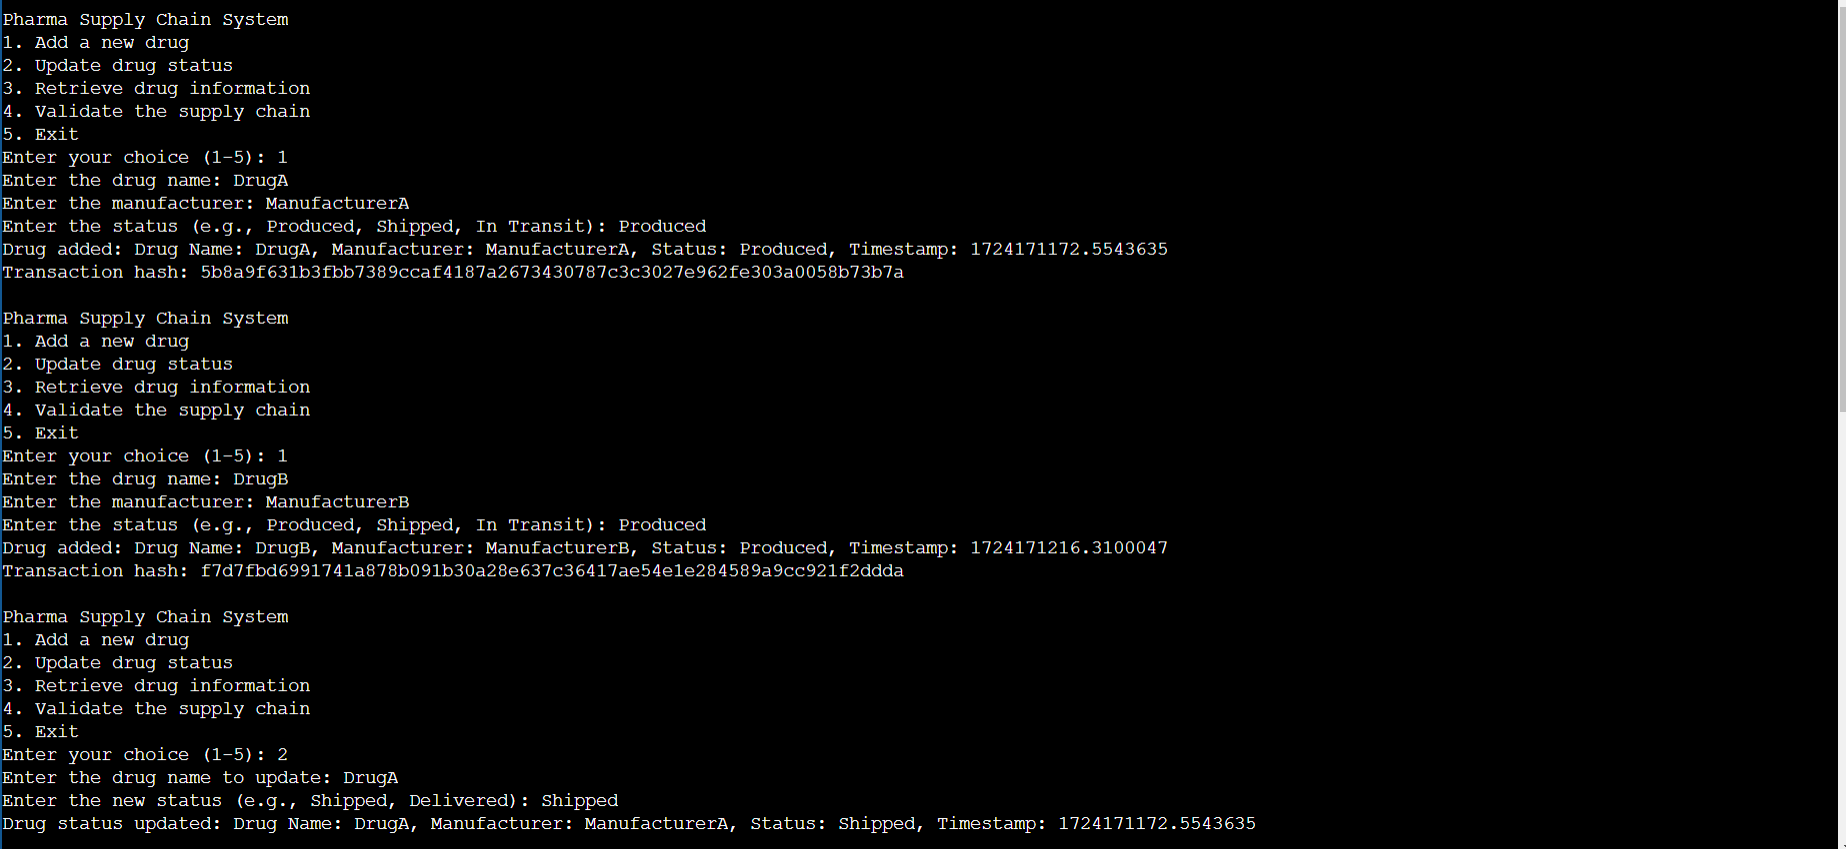 Pharma Supply Chain System
1. Add a new drug
2. Update drug status
3. Retrieve drug information
4. Validate the supply chain
5. Exit
Enter your choice (1-5): 1
Enter the drug name: DrugA
Enter the manufacturer: ManufacturerA
Enter the status (e.g., Produced, Shipped, In Transit): Produced
Drug added: Drug Name: DrugA, Manufacturer: ManufacturerA, Status: Produced, Timestamp: 1724171172.5543635
Transaction hash: 5b8a9f631b3fbb7389ccaf4187a2673430787c3c3027e962fe303a0058b73b7a

Pharma Supply Chain System
1. Add a new drug
2. Update drug status
3. Retrieve drug information
4. Validate the supply chain
5. Exit
Enter your choice (1-5): 1
Enter the drug name: DrugB
Enter the manufacturer: ManufacturerB
Enter the status (e.g., Produced, Shipped, In Transit): Produced
Drug added: Drug Name: DrugB, Manufacturer: ManufacturerB, Status: Produced, Timestamp: 1724171216.3100047
Transaction hash: f7d7fbd6991741a878b091b30a28e637c36417ae54e1e284589a9cc921f2ddda

Pharma Supply Chain System
1. Add a new drug
2. Update drug status
3. Retrieve drug information
4. Validate the supply chain
5. Exit
Enter your choice (1-5): 2
Enter the drug name to update: DrugA
Enter the new status (e.g., Shipped, Delivered): Shipped
Drug status updated: Drug Name: DrugA, Manufacturer: ManufacturerA, Status: Shipped, Timestamp: 1724171172.5543635